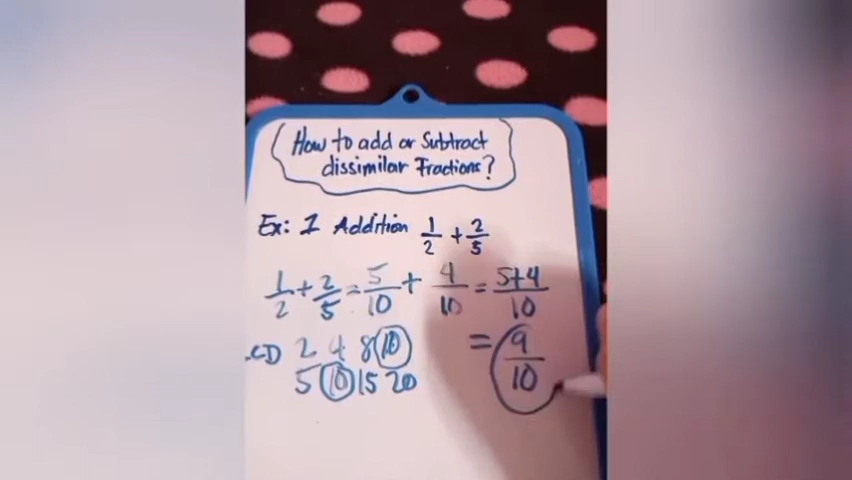 How to add or Subtract
dissimilar Fractions?
Ex: 1 Addition 1/2 + 2/5
1/2 + 2/5 = 5/10 + 4/10 = 5+4/10
= 9/10
.CD 2 4 8 10
5 10 15 20